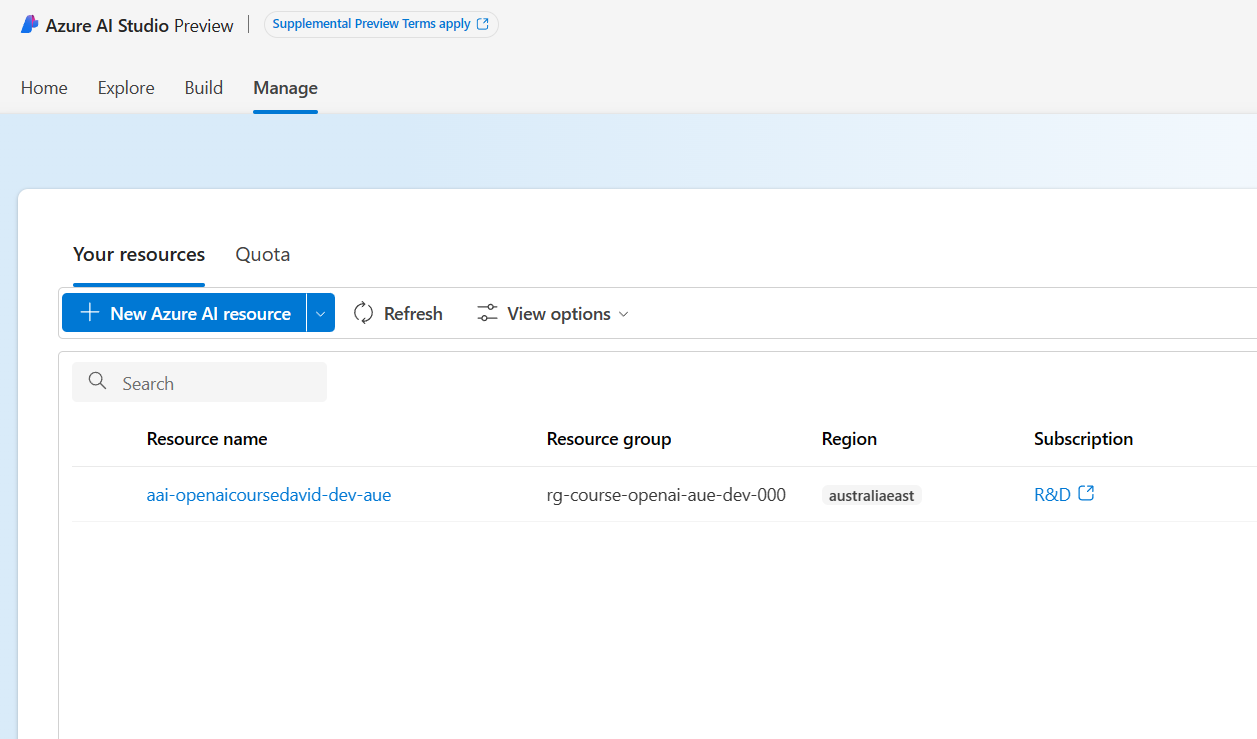 Azure AI Studio Preview | Supplemental Preview Terms apply
Home Explore Build Manage
Your resources Quota
New Azure AI resource Refresh View options
Search
Resource name Resource group Region Subscription
aai-openaicoursedavid-dev-aue rg-course-openai-aue-dev-000 australiaeast R&D